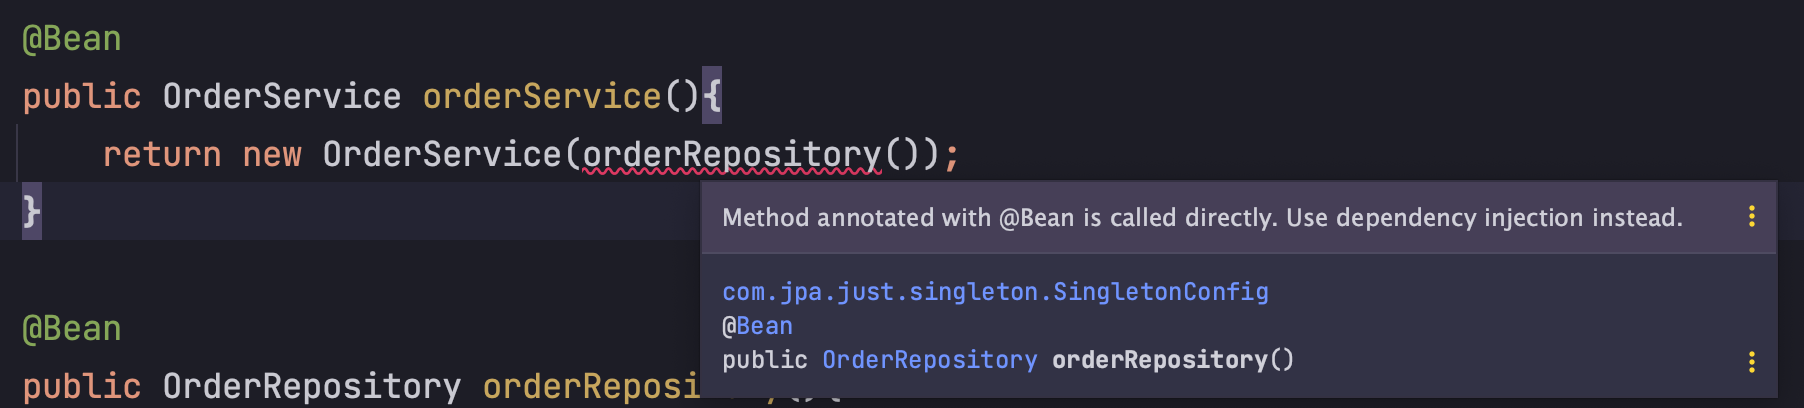 @Bean
public OrderService orderService(){
    return new OrderService(orderRepository());
}
Method annotated with @Bean is called directly. Use dependency injection instead.
com.jpa.just.singleton.SingletonConfig
@Bean
public OrderRepository orderRepository()
@Bean
public OrderRepository orderReposi